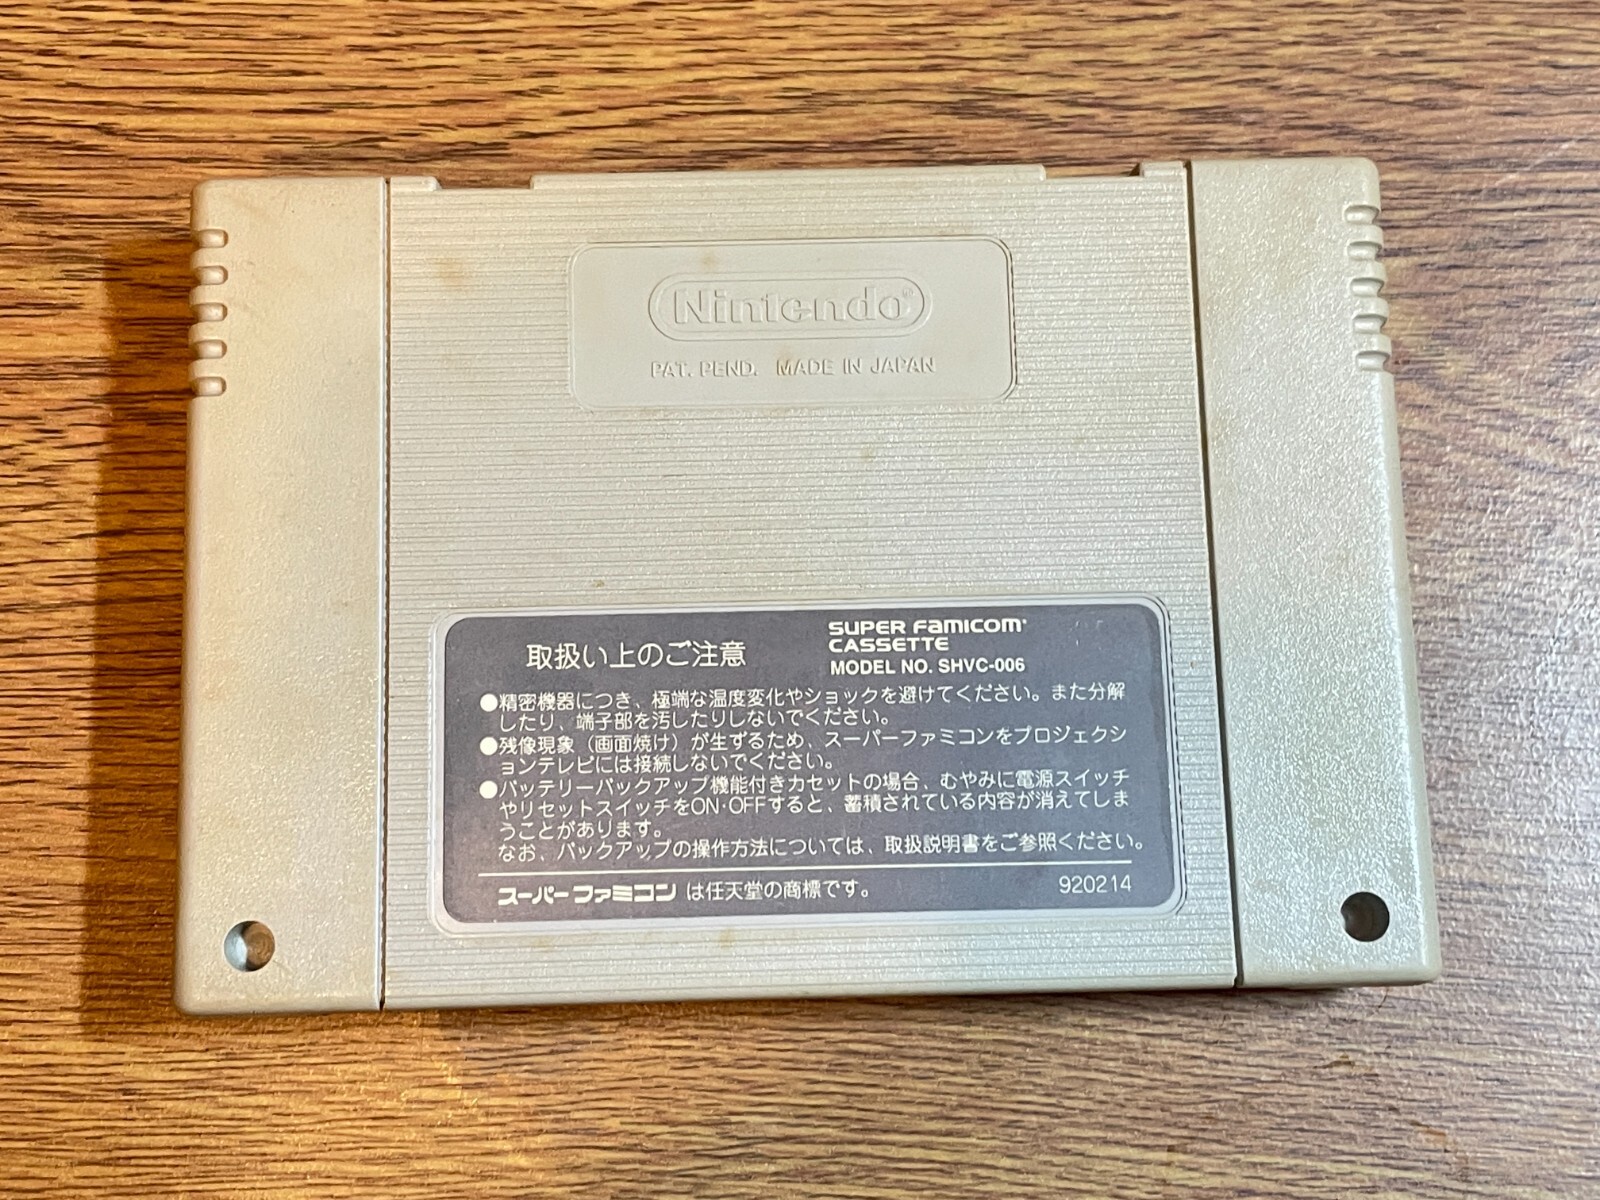 Nintendo®
PAT. PEND. MADE IN JAPAN
取扱い上のご注意
SUPER FAMICOM®
CASSETTE
MODEL NO. SHVC-006
●精密機器につき、極端な温度変化やショックを避けてください。また分解
したり、端子部を汚したりしないでください。
●残像現象（画面焼け）が生ずるため、スーパーファミコンをプロジェクシ
ョンテレビには接続しないでください。
●バッテリーバックアップ機能付きカセットの場合、むやみに電源スイッチ
やリセットスイッチをON·OFFすると、蓄積されている内容が消えてしま
うことがあります。
なお、バックアップの操作方法については、取扱説明書をご参照ください。
スーパーファミコンは任天堂の商標です。
920214